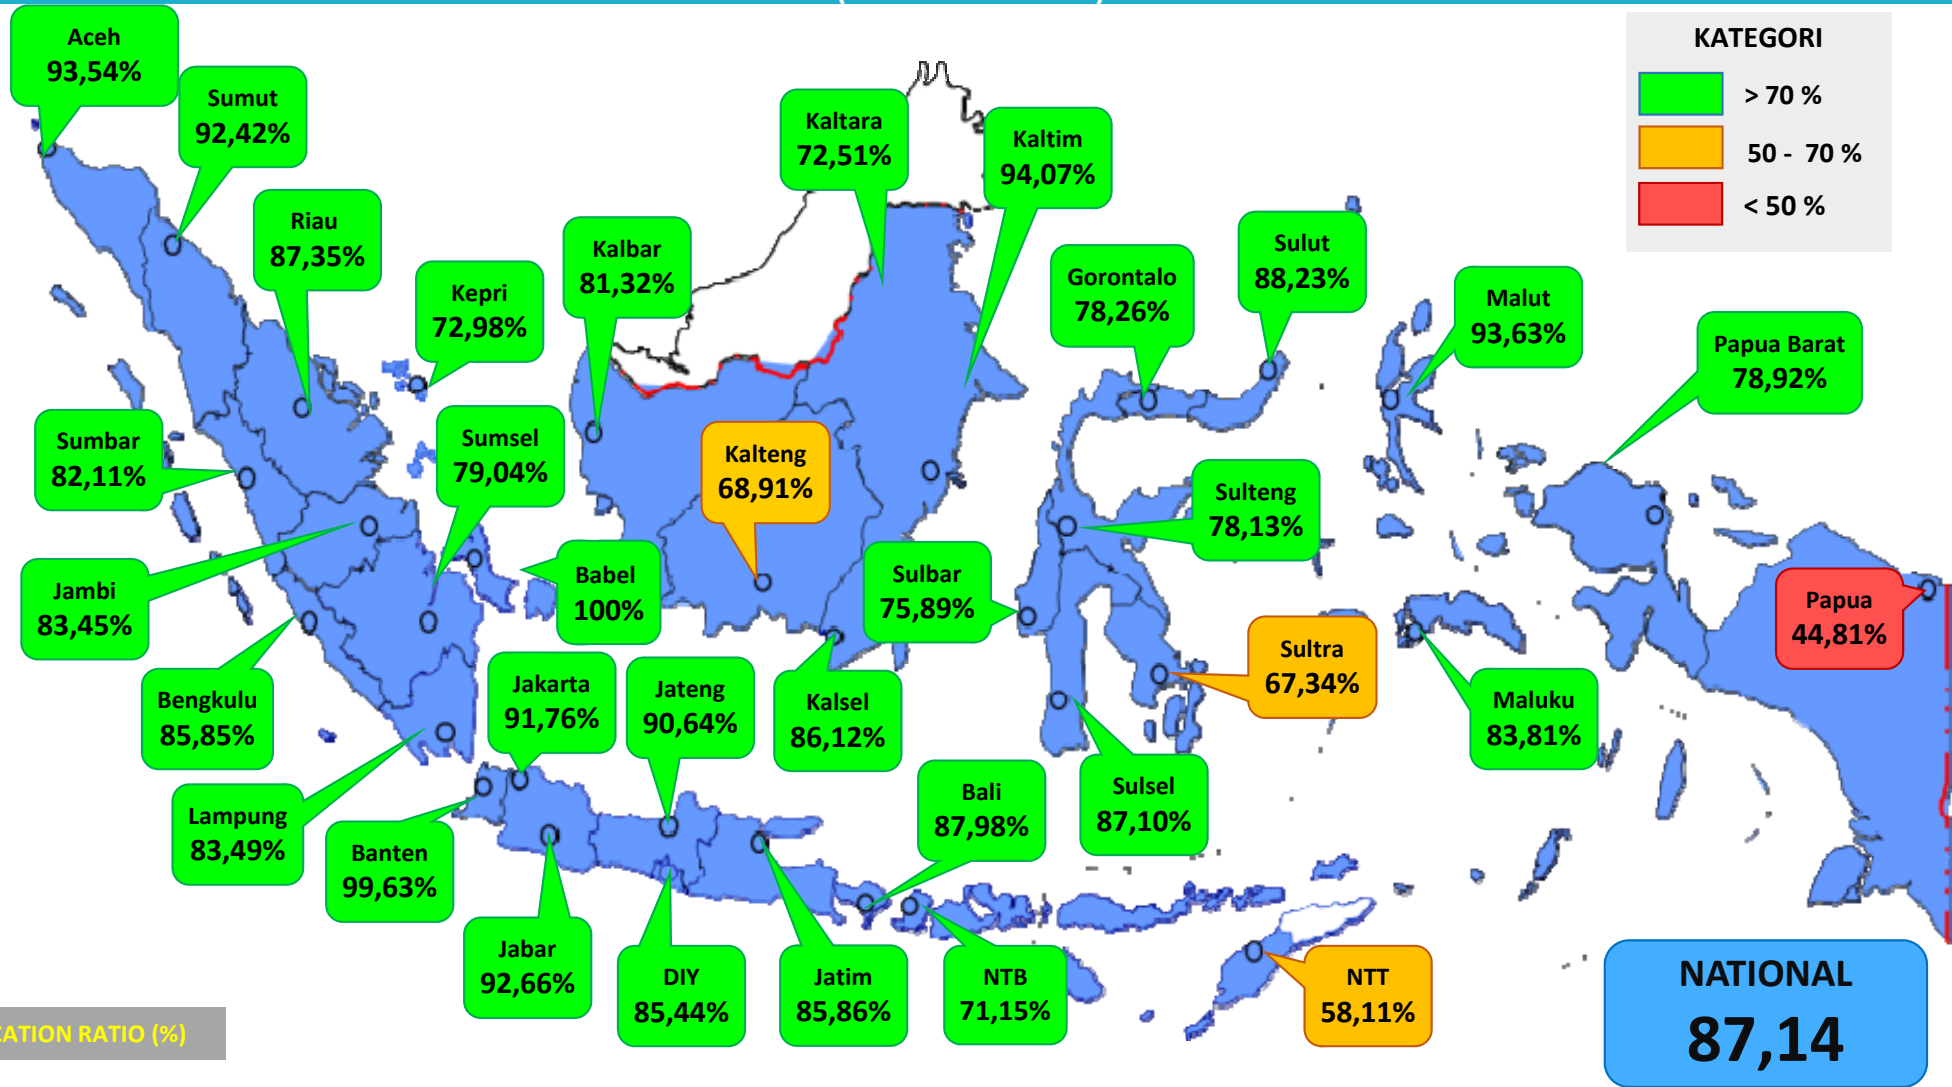 KATEGORI
> 70 %
50 - 70 %
< 50 %
Aceh
93,54%
Sumut
92,42%
Riau
87,35%
Kepri
72,98%
Kalbar
81,32%
Kaltara
72,51%
Kaltim
94,07%
Gorontalo
78,26%
Sulut
88,23%
Malut
93,63%
Papua Barat
78,92%
Sumbar
82,11%
Sumsel
79,04%
Kalteng
68,91%
Sulteng
78,13%
Jambi
83,45%
Babel
100%
Sulbar
75,89%
Papua
44,81%
Bengkulu
85,85%
Jakarta
91,76%
Jateng
90,64%
Kalsel
86,12%
Sultra
67,34%
Maluku
83,81%
Lampung
83,49%
Banten
99,63%
Bali
87,98%
Sulsel
87,10%
Jabar
92,66%
DIY
85,44%
Jatim
85,86%
NTB
71,15%
NTT
58,11%
NATIONAL
87,14
CATION RATIO (%)